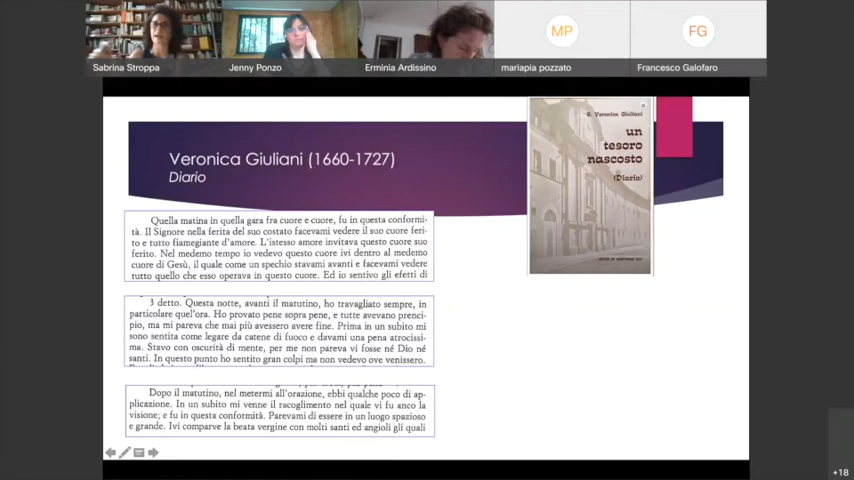 MP
FG
Sabrina Stroppa
Jenny Ponzo
Erminia Ardissino
mariapia pozzato
Francesco Galofaro
Veronica Giuliani (1660-1727)
Diario
S. Veronica Giuliani
un
tesoro
nascosto
(Diario)
Quella matina in quella gara fra cuore e cuore, fu in questa conformi-
tà. Il Signore nella ferita del suo costato facevami vedere il suo cuore feri-
to e tutto fiamegiante d'amore. L'istesso amore invitava questo cuore suo
ferito. Nel medemo tempo io vedevo questo cuore ivi dentro al medemo
cuore di Gesù, il quale come un spechio stavami avanti e facevami vedere
tutto quello che esso operava in questo cuore. Ed io sentivo gli efetti di
3 detto. Questa notte, avanti il matutino, ho travagliato sempre, in
particolare quel'ora. Ho provato pene sopra pene, e tutte avevano prenci-
pio, ma mi pareva che mai più avessero avere fine. Prima in un subito mi
sono sentita come legare da catene di fuoco e davami una pena atrocissi-
ma. Stavo con oscurità di mente, per me non pareva vi fosse né Dio né
santi. In questo punto ho sentito gran colpi ma non vedevo ove venissero.
Dopo il matutino, nel metermi all'orazione, ebbi qualche poco di ap-
plicazione. In un subito mi venne il racoglimento nel quale vi fu anco la
visione; e fu in questa conformità. Parevami di essere in un luogo spazioso
e grande. Ivi comparve la beata vergine con molti santi ed angioli gli quali
+18